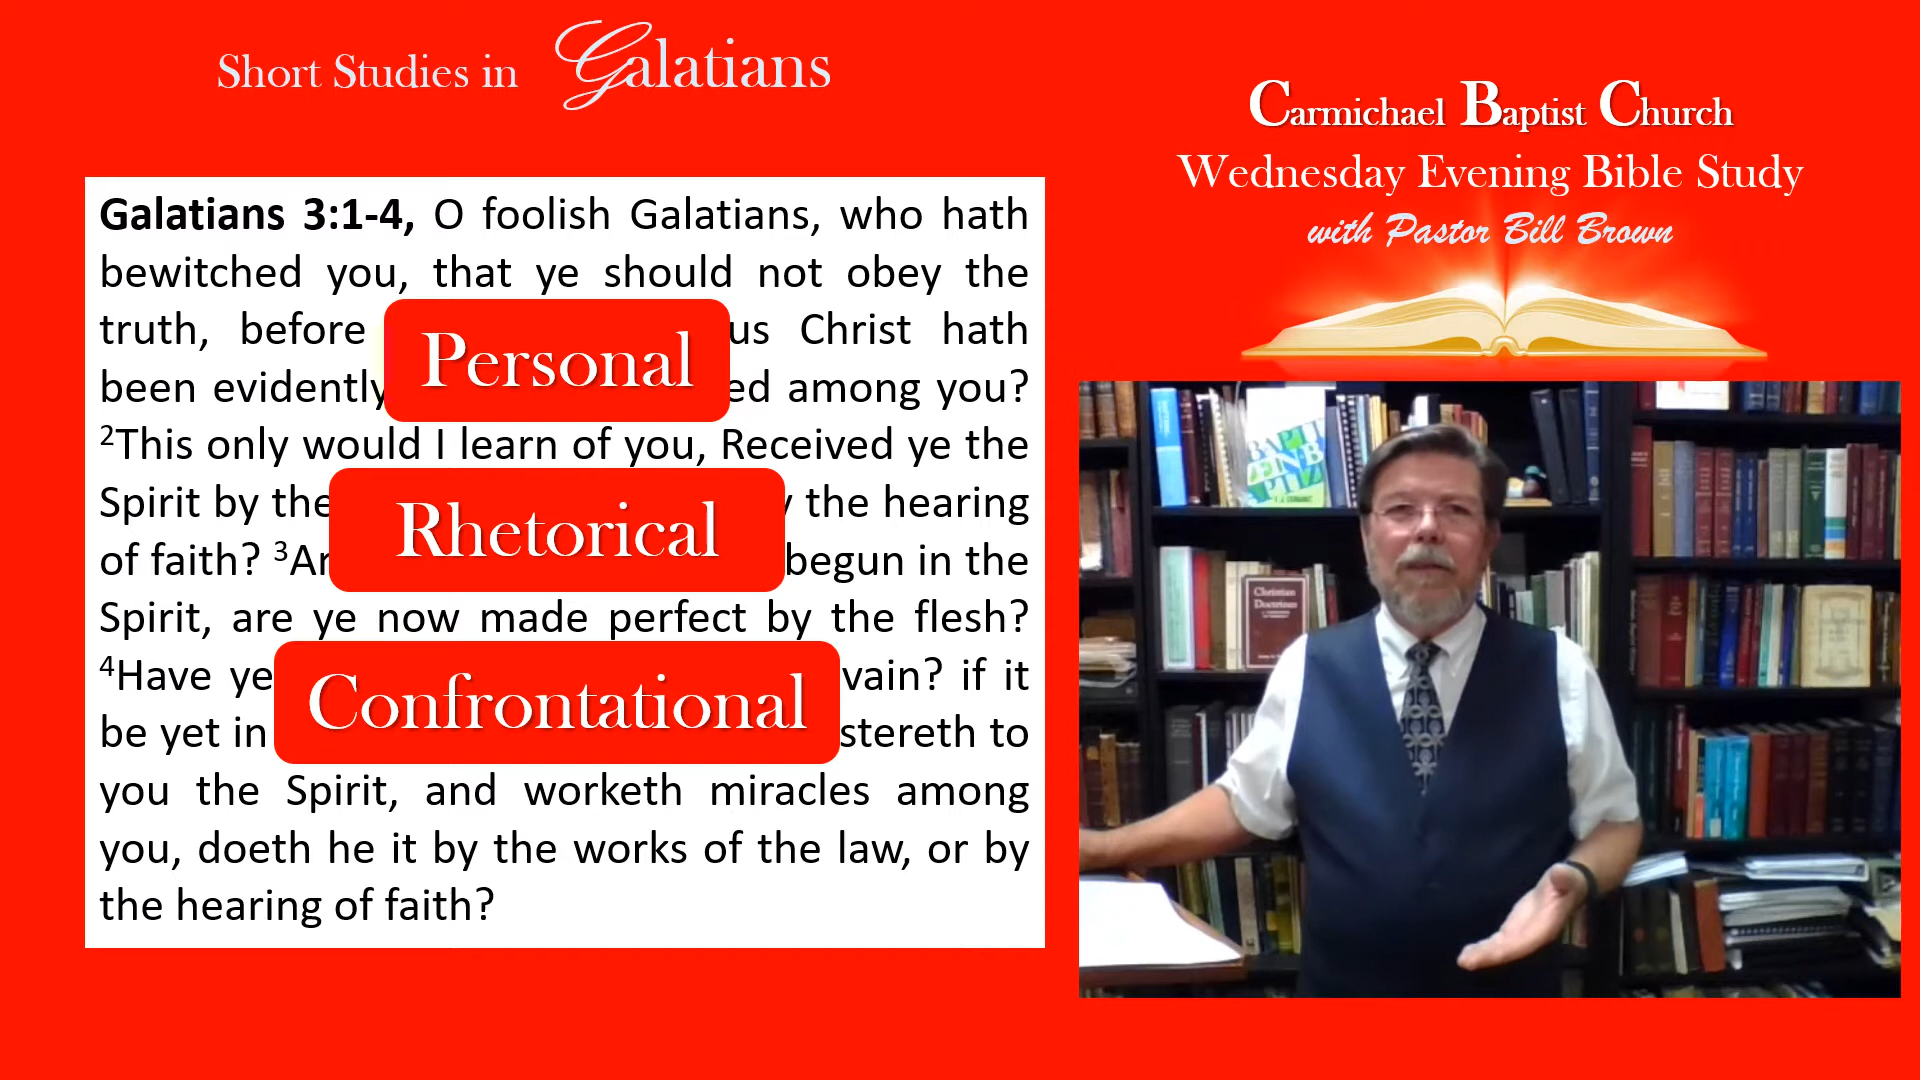 Short Studies in Galatians
Carmichael Baptist Church
Wednesday Evening Bible Study
with Pastor Bill Brown
Galatians 3:1-4, O foolish Galatians, who hath
bewitched you, that ye should not obey the
truth, before us Christ hath
been evidently ed among you?
2This only would I learn of you, Received ye the
Spirit by the y the hearing
of faith? 3Ar begun in the
Spirit, are ye now made perfect by the flesh?
4Have ye vain? if it
be yet in stereth to
you the Spirit, and worketh miracles among
you, doeth he it by the works of the law, or by
the hearing of faith?
Personal
Rhetorical
Confrontational
Christian
Doctrines